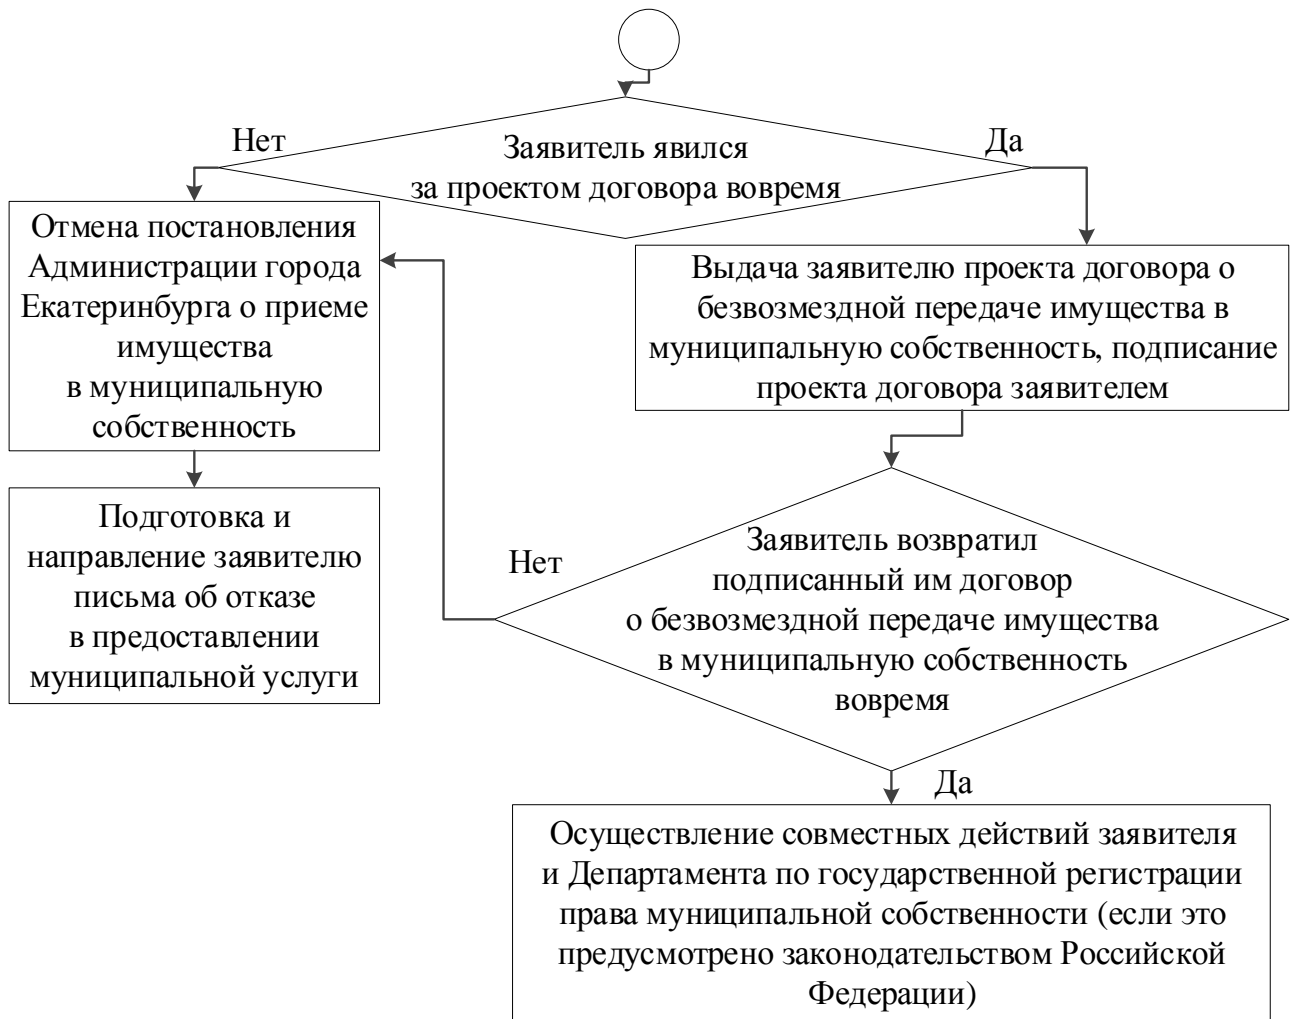 Нет
Да
Заявитель явился
за проектом договора вовремя
Отмена постановления
Администрации города
Екатеринбурга о приеме
имущества
в муниципальную
собственность
Выдача заявителю проекта договора о
безвозмездной передаче имущества в
муниципальную собственность, подписание
проекта договора заявителем
Подготовка и
направление заявителю
письма об отказе
в предоставлении
муниципальной услуги
Нет
Заявитель возвратил
подписанный им договор
о безвозмездной передаче имущества
в муниципальную собственность
вовремя
Да
Осуществление совместных действий заявителя
и Департамента по государственной регистрации
права муниципальной собственности (если это
предусмотрено законодательством Российской
Федерации)